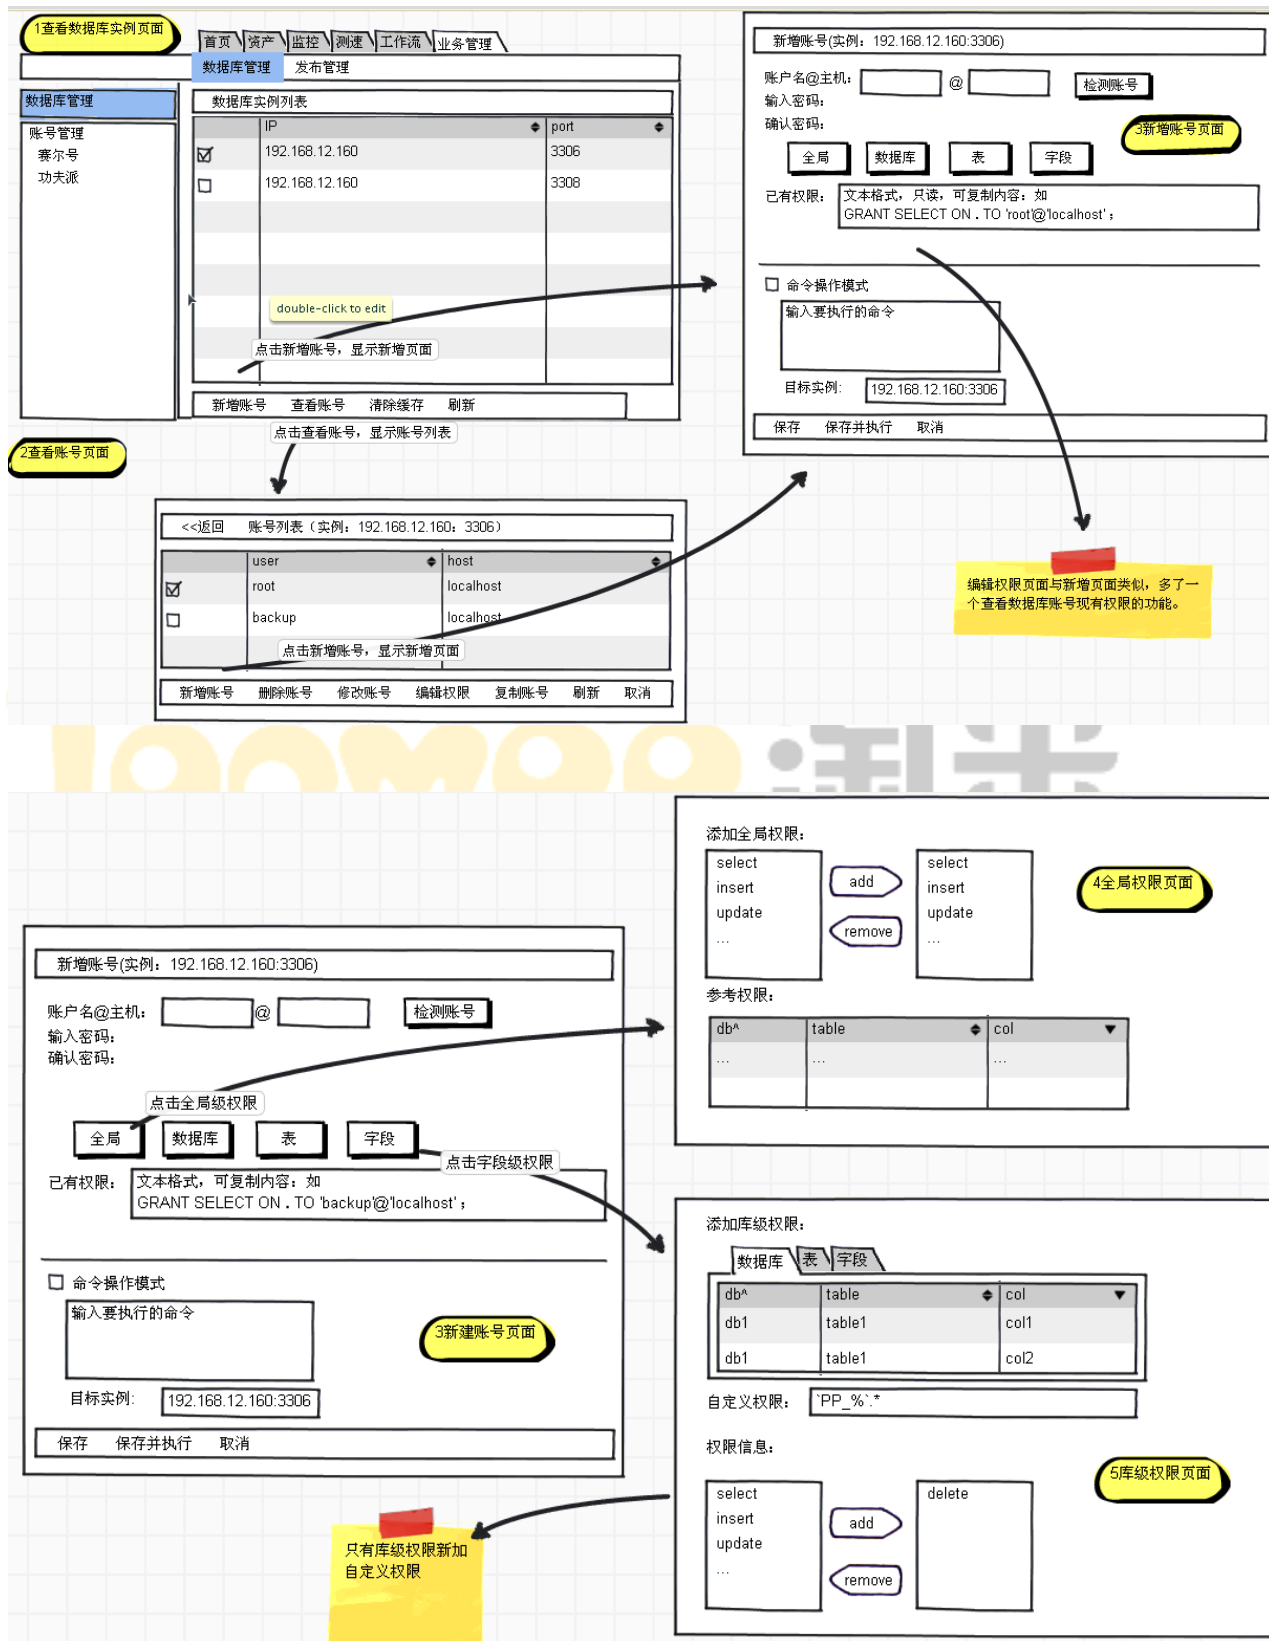 1查看数据库实例页面
首页 资产 监控 测速 工作流 业务管理
数据库管理 发布管理
数据库管理
账号管理
赛尔号
功夫派
数据库实例列表
IP port
192.168.12.160 3306
192.168.12.160 3308
double-click to edit
点击新增账号，显示新增页面
新增账号 查看账号 清除缓存 刷新
点击查看账号，显示账号列表
2查看账号页面
<<返回 账号列表（实例：192.168.12.160：3306）
user host
root localhost
backup localhost
点击新增账号，显示新增页面
新增账号 删除账号 修改账号 编辑权限 复制账号 刷新 取消
新增账号(实例：192.168.12.160:3306)
账户名@主机： @ 检测账号
输入密码：
确认密码：
3新增账号页面
全局 数据库 表 字段
已有权限： 文本格式，只读，可复制内容：如
GRANT SELECT ON . TO 'root'@'localhost' ;
命令操作模式
输入要执行的命令
目标实例: 192.168.12.160:3306
保存 保存并执行 取消
编辑权限页面与新增页面类似，多了一
个查看数据库账号现有权限的功能。
淘米
新增账号(实例：192.168.12.160:3306)
账户名@主机： @ 检测账号
输入密码：
确认密码：
点击全局级权限
全局 数据库 表 字段
点击字段级权限
已有权限： 文本格式，可复制内容：如
GRANT SELECT ON . TO 'backup'@'localhost' ;
命令操作模式
输入要执行的命令
3新建账号页面
目标实例: 192.168.12.160:3306
保存 保存并执行 取消
只有库级权限新加
自定义权限
添加全局权限：
select add select
insert insert
update remove update
... ...
4全局权限页面
参考权限：
db^ table col
... ... ...
添加库级权限：
数据库 表 字段
db^ table col
db1 table1 col1
db1 table1 col2
自定义权限： `PP_%`.*
权限信息：
5库级权限页面
select delete
insert add
update
... remove